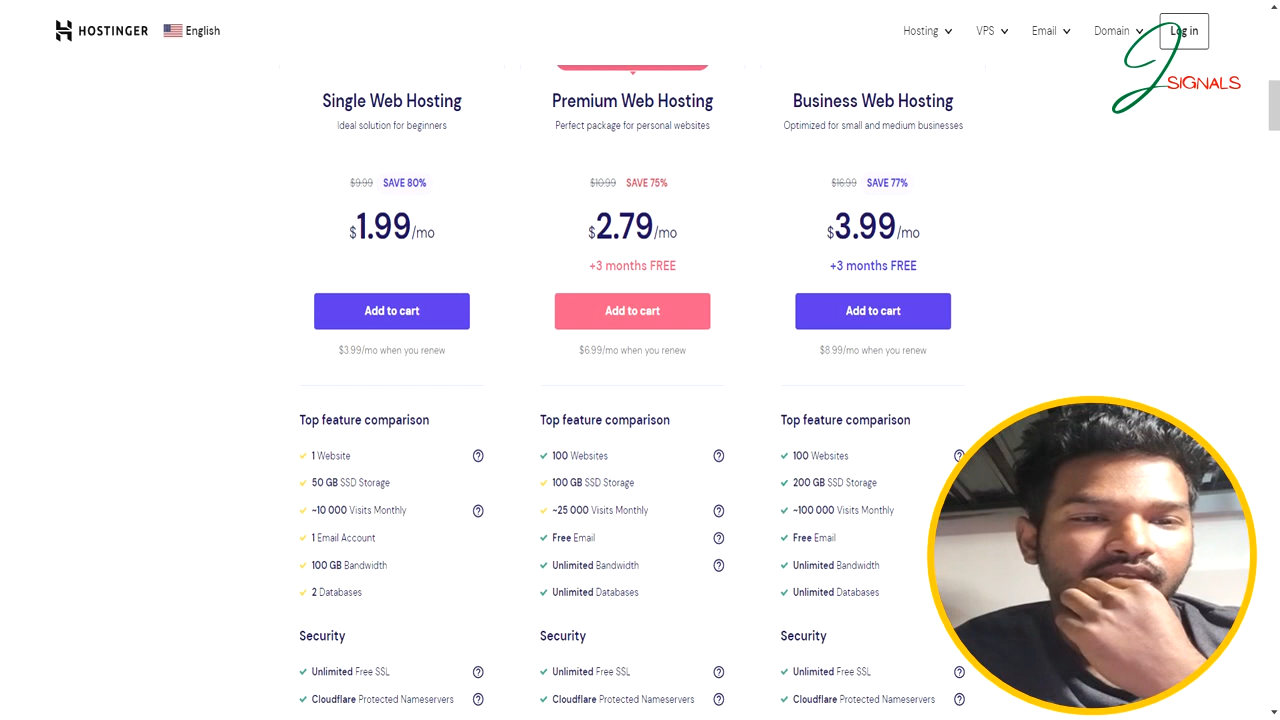 HOSTINGER English Hosting VPS Email Domain Log in
J SIGNALS
Single Web Hosting Premium Web Hosting Business Web Hosting
Ideal solution for beginners Perfect package for personal websites Optimized for small and medium businesses
$9.99 SAVE 80% $10.99 SAVE 75% $16.99 SAVE 77%
$1.99/mo $2.79/mo $3.99/mo
+3 months FREE +3 months FREE
Add to cart Add to cart Add to cart
$3.99/mo when you renew $6.99/mo when you renew $8.99/mo when you renew
Top feature comparison Top feature comparison Top feature comparison
1 Website 100 Websites 100 Websites
50 GB SSD Storage 100 GB SSD Storage 200 GB SSD Storage
~10 000 Visits Monthly ~25 000 Visits Monthly ~100 000 Visits Monthly
1 Email Account Free Email Free Email
100 GB Bandwidth Unlimited Bandwidth Unlimited Bandwidth
2 Databases Unlimited Databases Unlimited Databases
Security Security Security
Unlimited Free SSL Unlimited Free SSL Unlimited Free SSL
Cloudflare Protected Nameservers Cloudflare Protected Nameservers Cloudflare Protected Nameservers